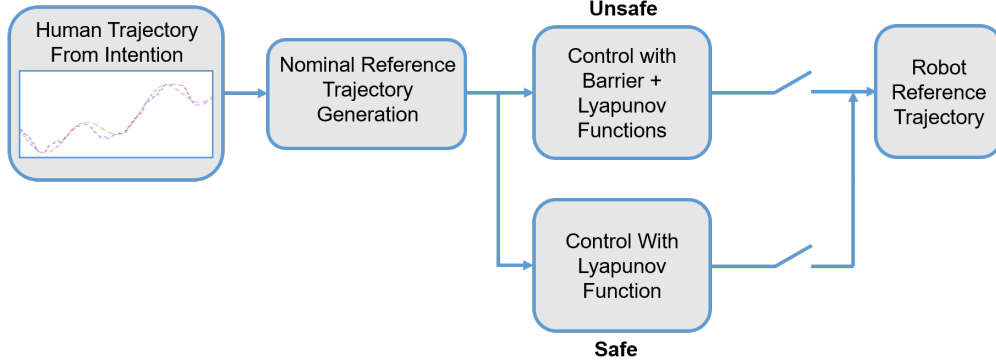 Human Trajectory
From Intention
Nominal Reference
Trajectory
Generation
Unsafe
Control with
Barrier +
Lyapunov
Functions
Control With
Lyapunov
Function
Safe
Robot
Reference
Trajectory